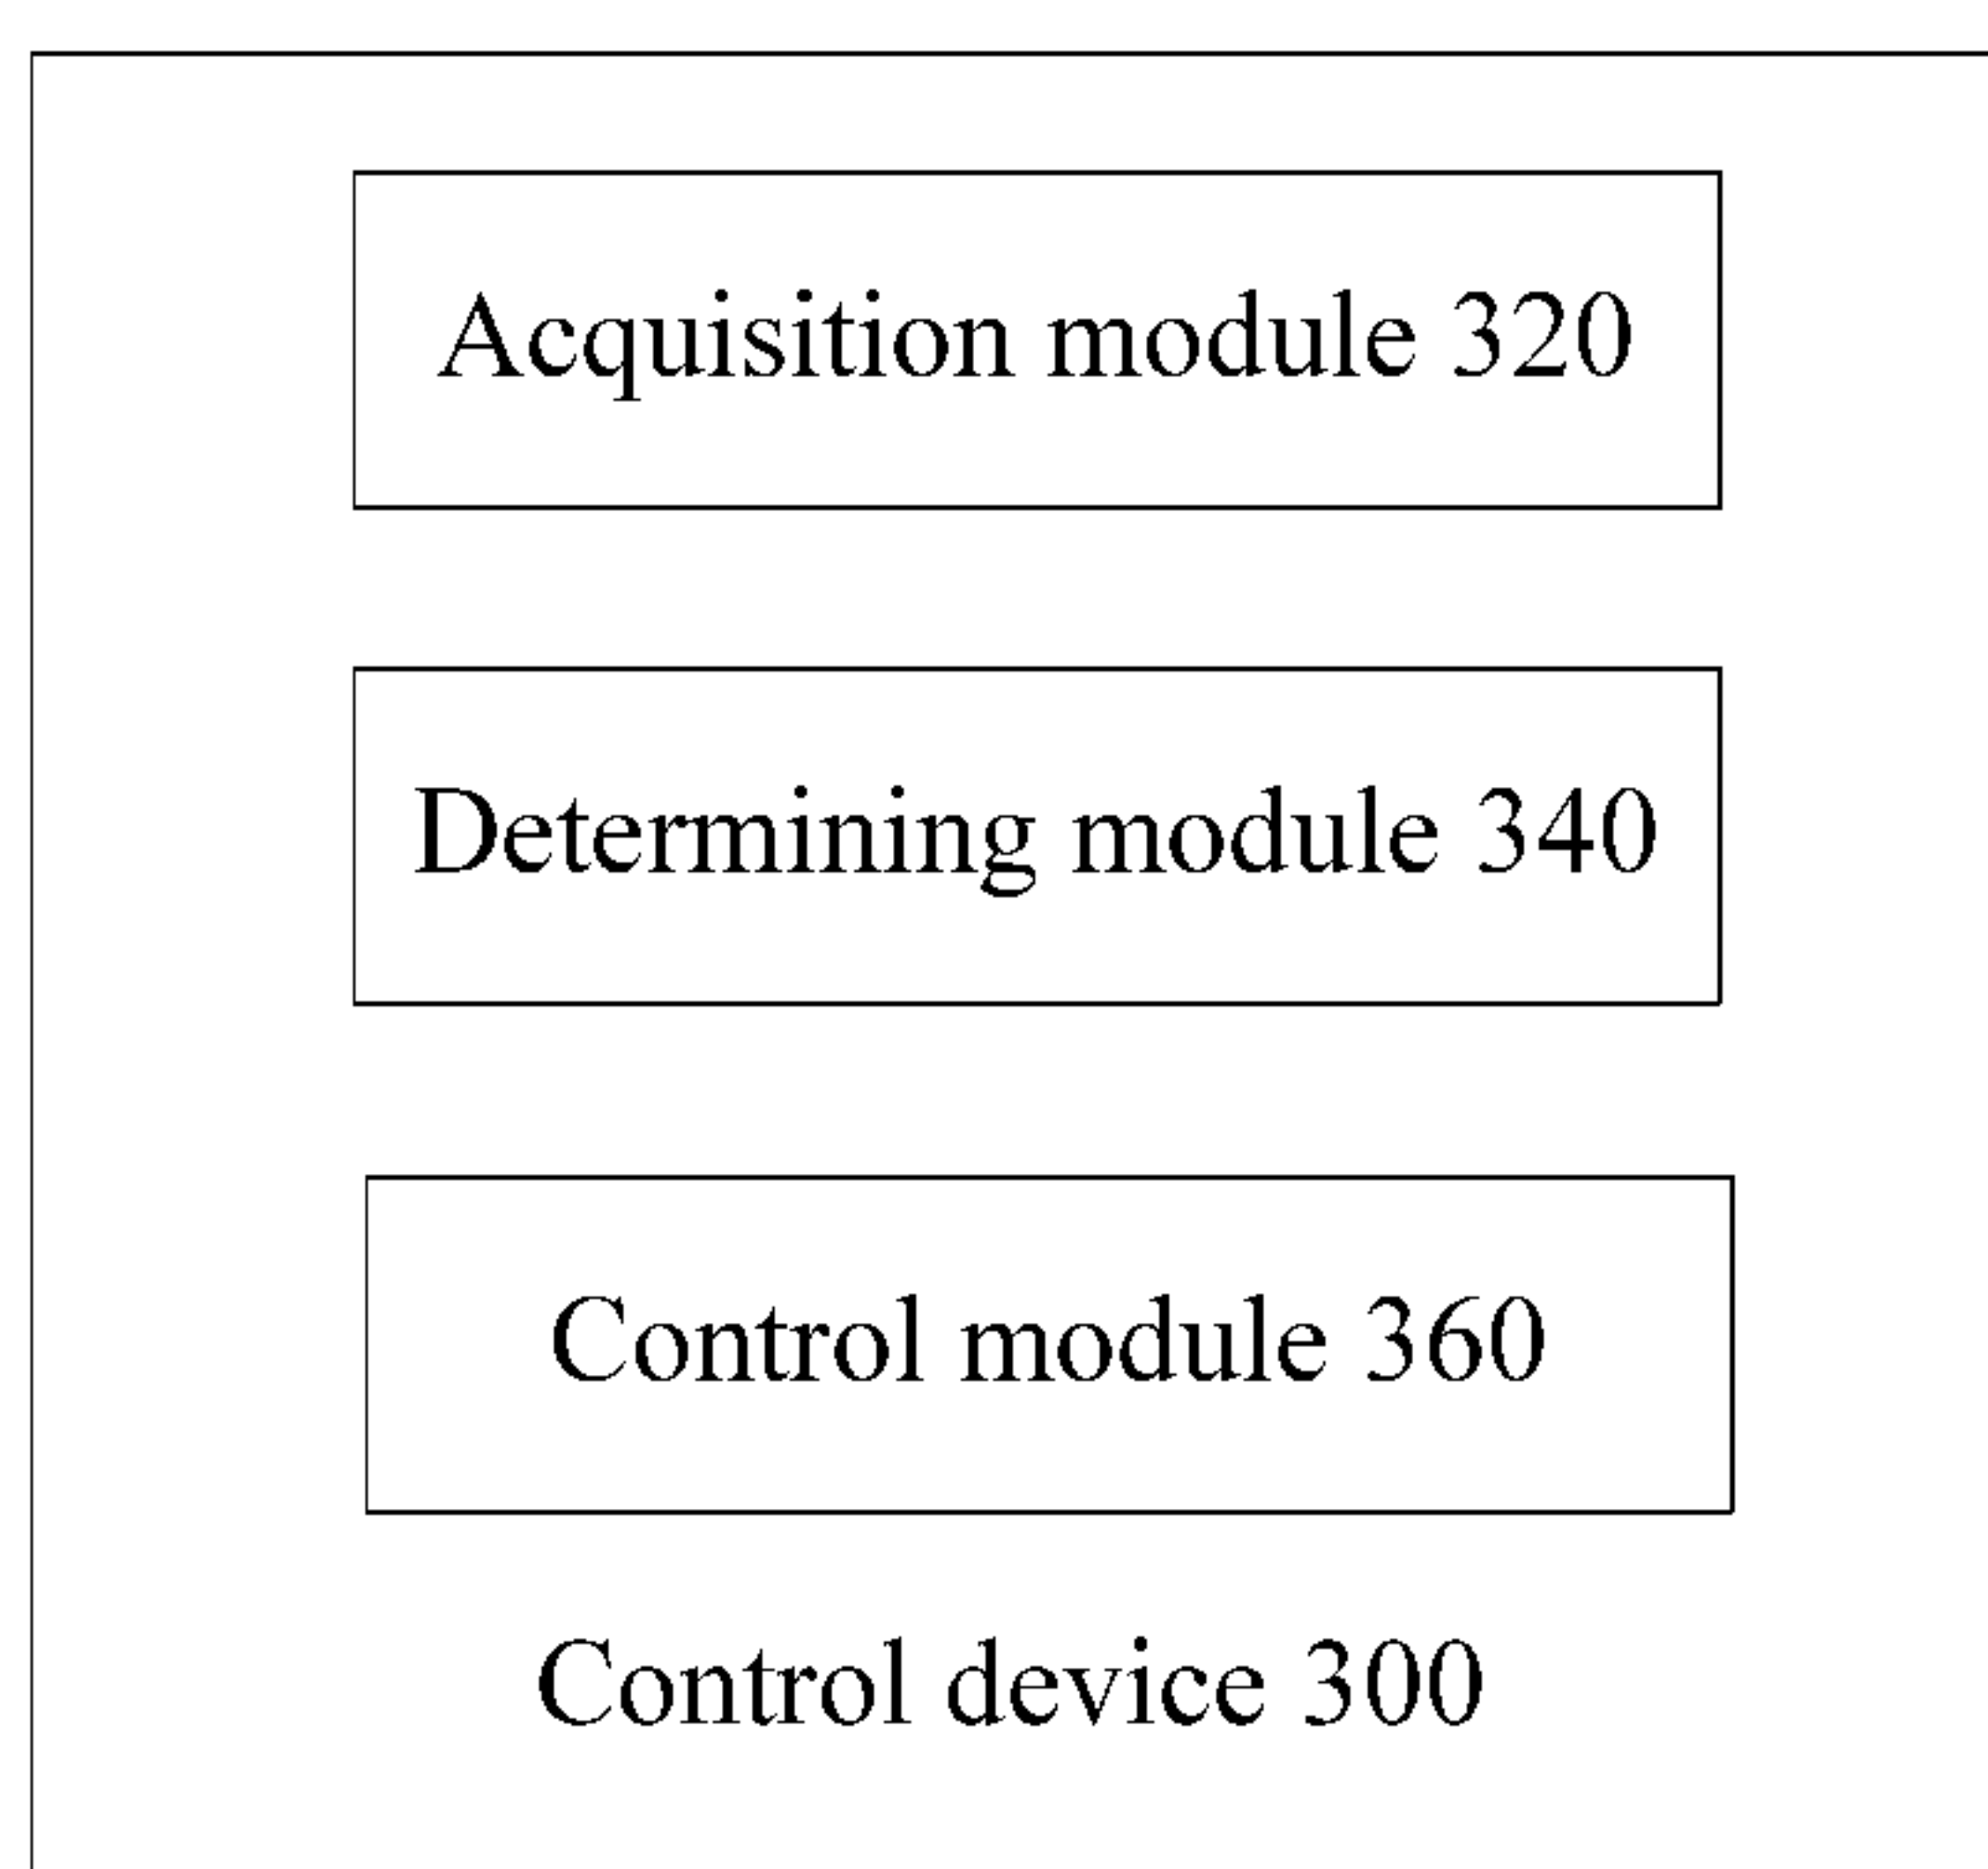 Acquisition module 320
Determining module 340
Control module 360
Control device 300